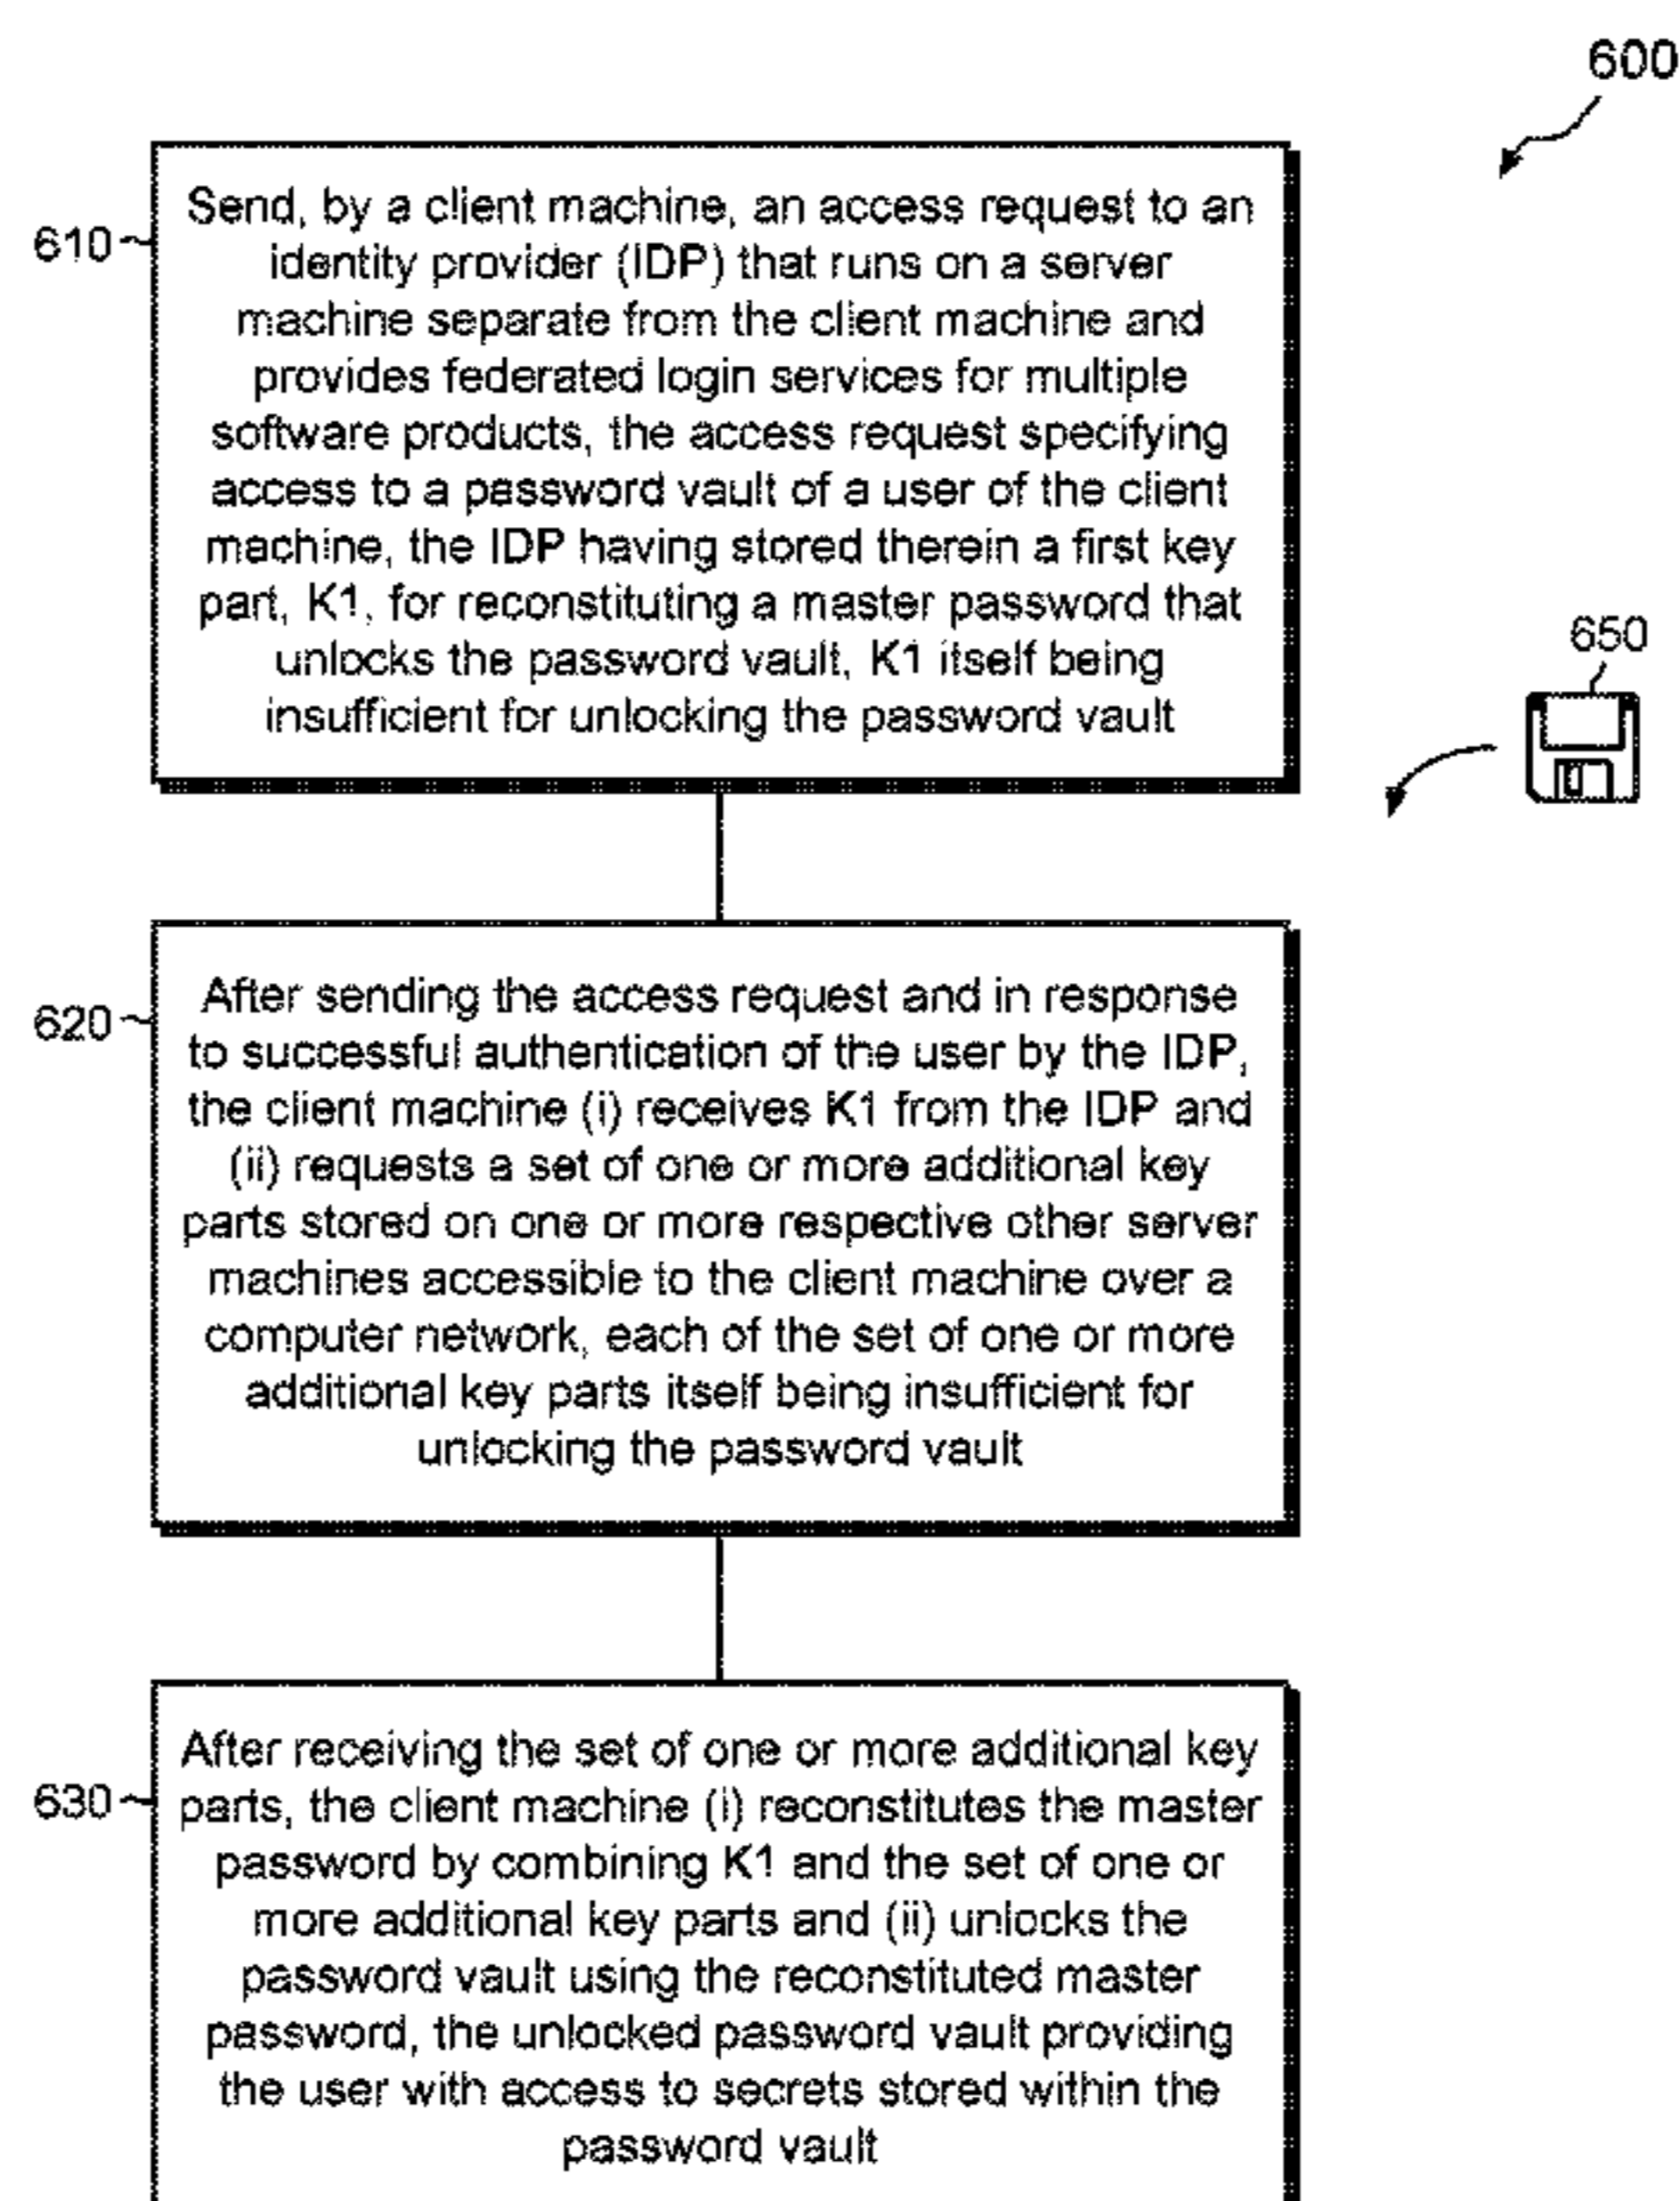 600
610
Send, by a client machine, an access request to an
identity provider (IDP) that runs on a server
machine separate from the client machine and
provides federated login services for multiple
software products, the access request specifying
access to a password vault of a user of the client
machine, the IDP having stored therein a first key
part, K1, for reconstituting a master password that
unlocks the password vault, K1 itself being
insufficient for unlocking the password vault
650
620
After sending the access request and in response
to successful authentication of the user by the IDP,
the client machine (i) receives K1 from the IDP and
(ii) requests a set of one or more additional key
parts stored on one or more respective other server
machines accessible to the client machine over a
computer network, each of the set of one or more
additional key parts itself being insufficient for
unlocking the password vault
630
After receiving the set of one or more additional key
parts, the client machine (i) reconstitutes the master
password by combining K1 and the set of one or
more additional key parts and (ii) unlocks the
password vault using the reconstituted master
password, the unlocked password vault providing
the user with access to secrets stored within the
password vault